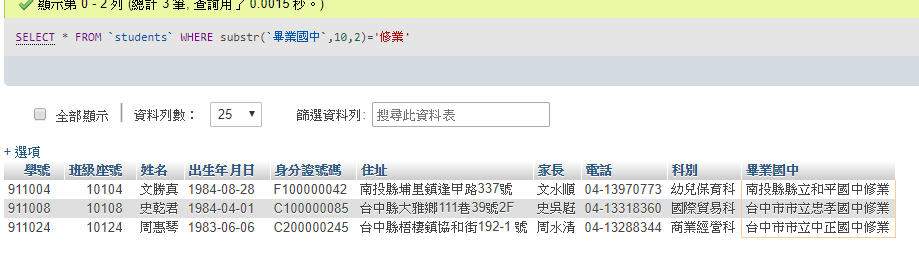 顯示第 0 - 2 列 (總計 3 筆, 查詢用了 0.0015 秒。)
SELECT * FROM `students` WHERE substr(`畢業國中`,10,2)='修業'
全部顯示 資料列數： 25 篩選資料列: 搜尋此資料表
+ 選項
學號 班級座號 姓名 出生年月日 身分證號碼 住址 家長 電話 科別 畢業國中
911004 10104 文勝真 1984-08-28 F100000042 南投縣埔里鎮逢甲路337號 文水順 04-13970773 幼兒保育科 南投縣縣立和平國中修業
911008 10108 史乾君 1984-04-01 C100000085 台中縣大雅鄉111巷39號2F 史吳 04-13318360 國際貿易科 台中市市立忠孝國中修業
911024 10124 周惠琴 1983-06-06 C200000245 台中縣梧棲鎮協和街192-1 號 周水清 04-13288344 商業經營科 台中市市立中正國中修業